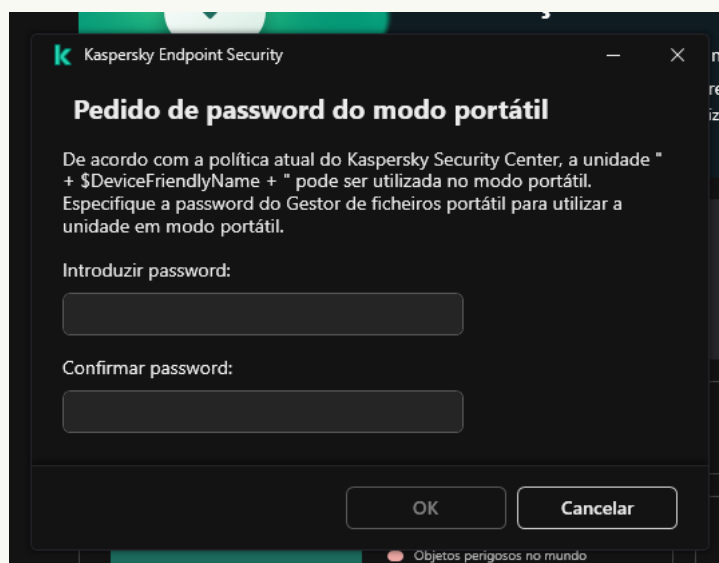 Kaspersky Endpoint Security
Pedido de password do modo portátil
De acordo com a política atual do Kaspersky Security Center, a unidade "
+ $DeviceFriendlyName + " pode ser utilizada no modo portátil.
Especifique a password do Gestor de ficheiros portátil para utilizar a
unidade em modo portátil.
Introduzir password:
Confirmar password:
OK
Cancelar
Objetos perigosos no mundo